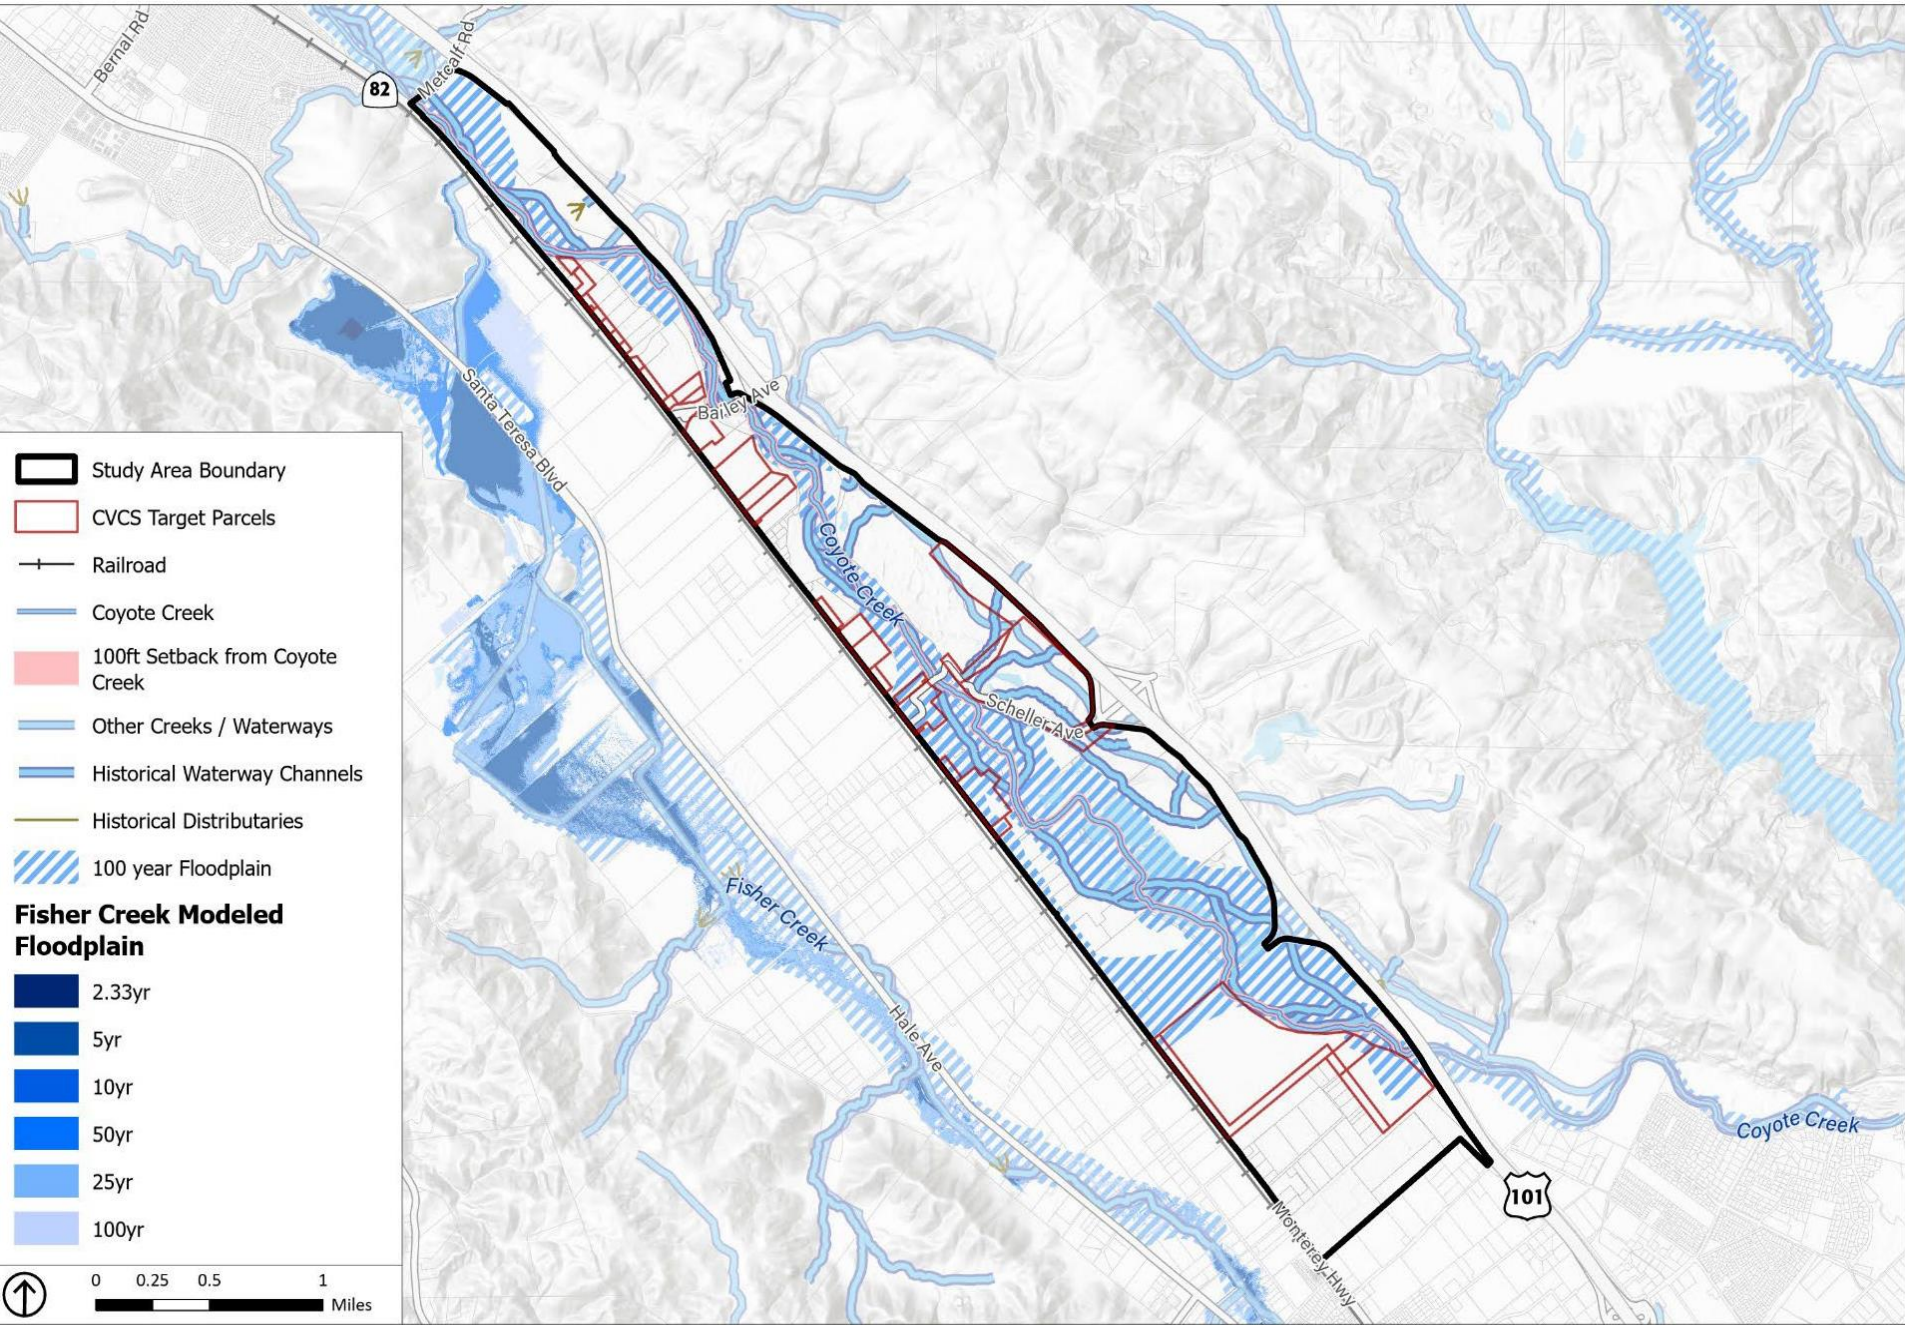 Bernal Rd
82
Metcalf Rd
Santa Teresa Blvd
Bailey Ave
Coyote Creek
Scheller Ave
Fisher Creek
Hale Ave
Coyote Creek
101
Monterey Hwy
Study Area Boundary
CVCS Target Parcels
Railroad
Coyote Creek
100ft Setback from Coyote
Creek
Other Creeks / Waterways
Historical Waterway Channels
Historical Distributaries
100 year Floodplain
Fisher Creek Modeled
Floodplain
2.33yr
5yr
10yr
50yr
25yr
100yr
0 0.25 0.5 1
Miles